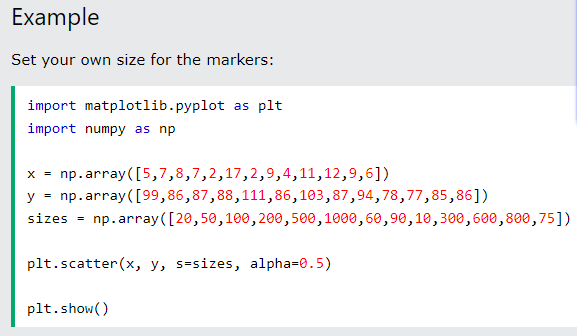 Example
Set your own size for the markers:
import matplotlib.pyplot as plt
import numpy as np
x = np.array([5,7,8,7,2,17,2,9,4,11,12,9,6])
y = np.array([99,86,87,88,111,86,103,87,94,78,77,85,86])
sizes = np.array([20,50,100,200,500,1000,60,90,10,300,600,800,75])
plt.scatter(x, y, s=sizes, alpha=0.5)
plt.show()